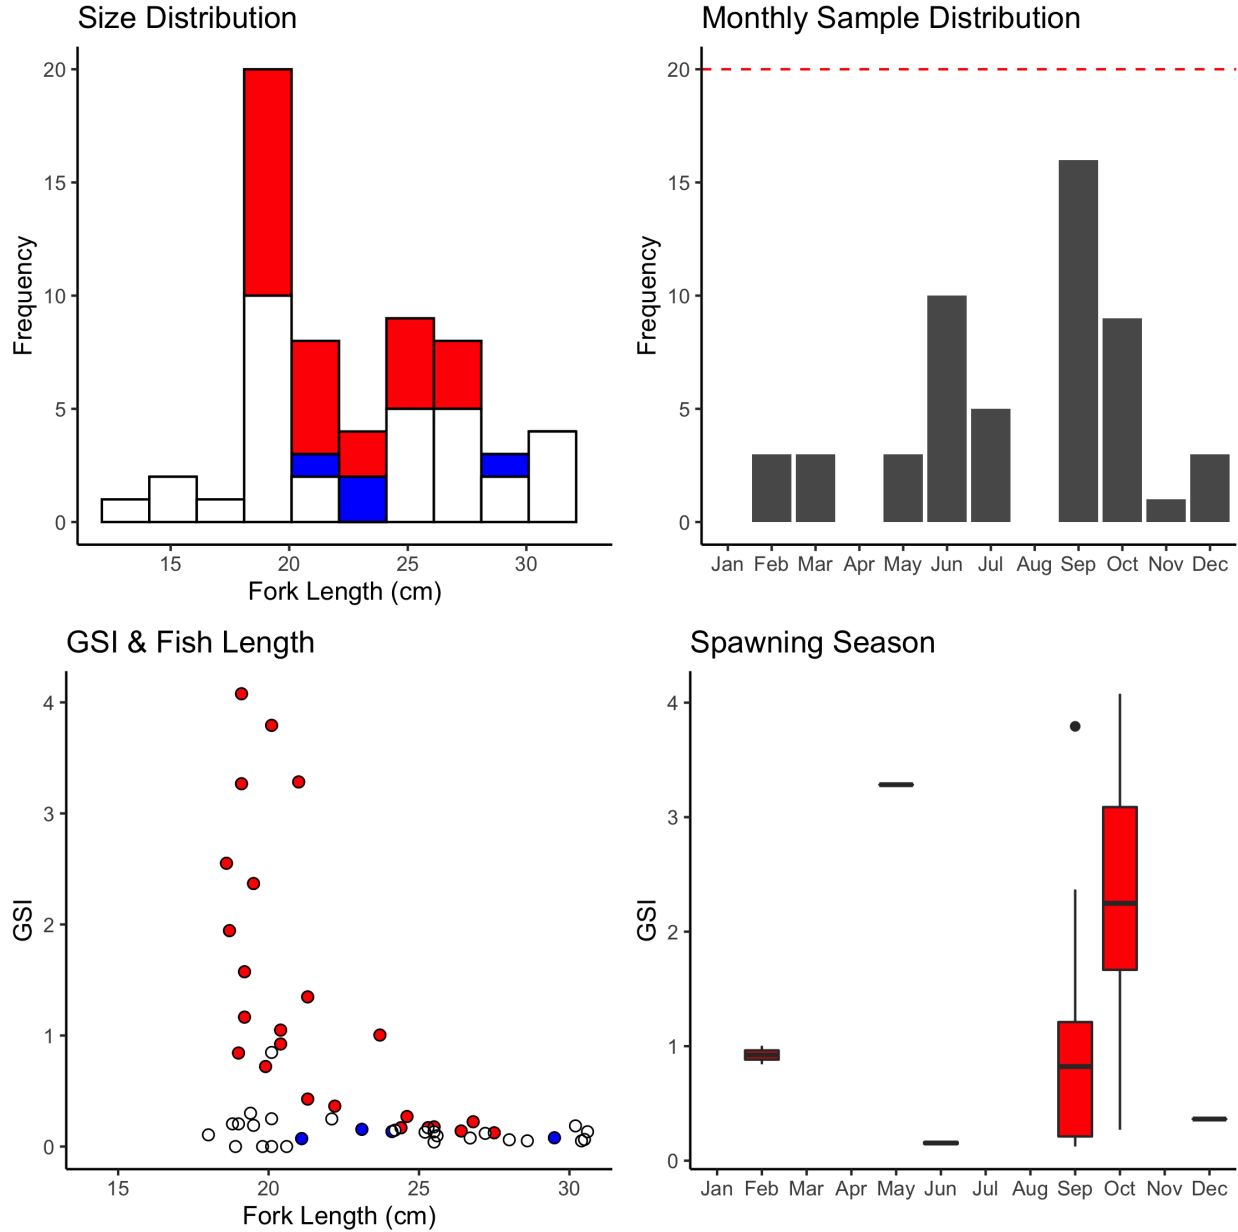 Size Distribution
20
15
10
5
0
Frequency
15 20 25 30
Fork Length (cm)
Monthly Sample Distribution
20
15
10
5
0
Frequency
Jan Feb Mar Apr May Jun Jul Aug Sep Oct Nov Dec
GSI & Fish Length
4
3
2
1
0
GSI
15 20 25 30
Fork Length (cm)
Spawning Season
4
3
2
1
0
GSI
Jan Feb Mar Apr May Jun Jul Aug Sep Oct Nov Dec